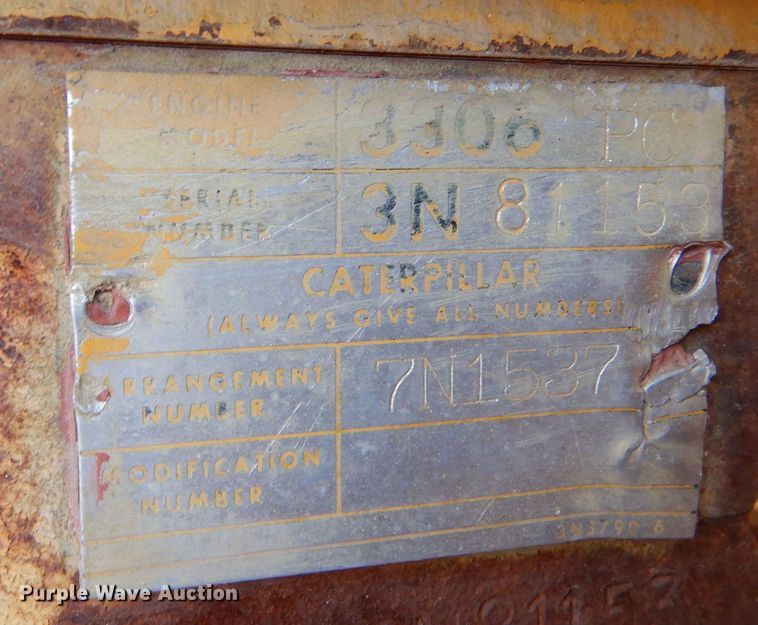 ENGINE MODEL 3306 PC
SERIAL NUMBER 3N 81153
CATERPILLAR
(ALWAYS GIVE ALL NUMBERS)
ARRANGEMENT NUMBER 7N1537
MODIFICATION NUMBER
81153
Purple Wave Auction